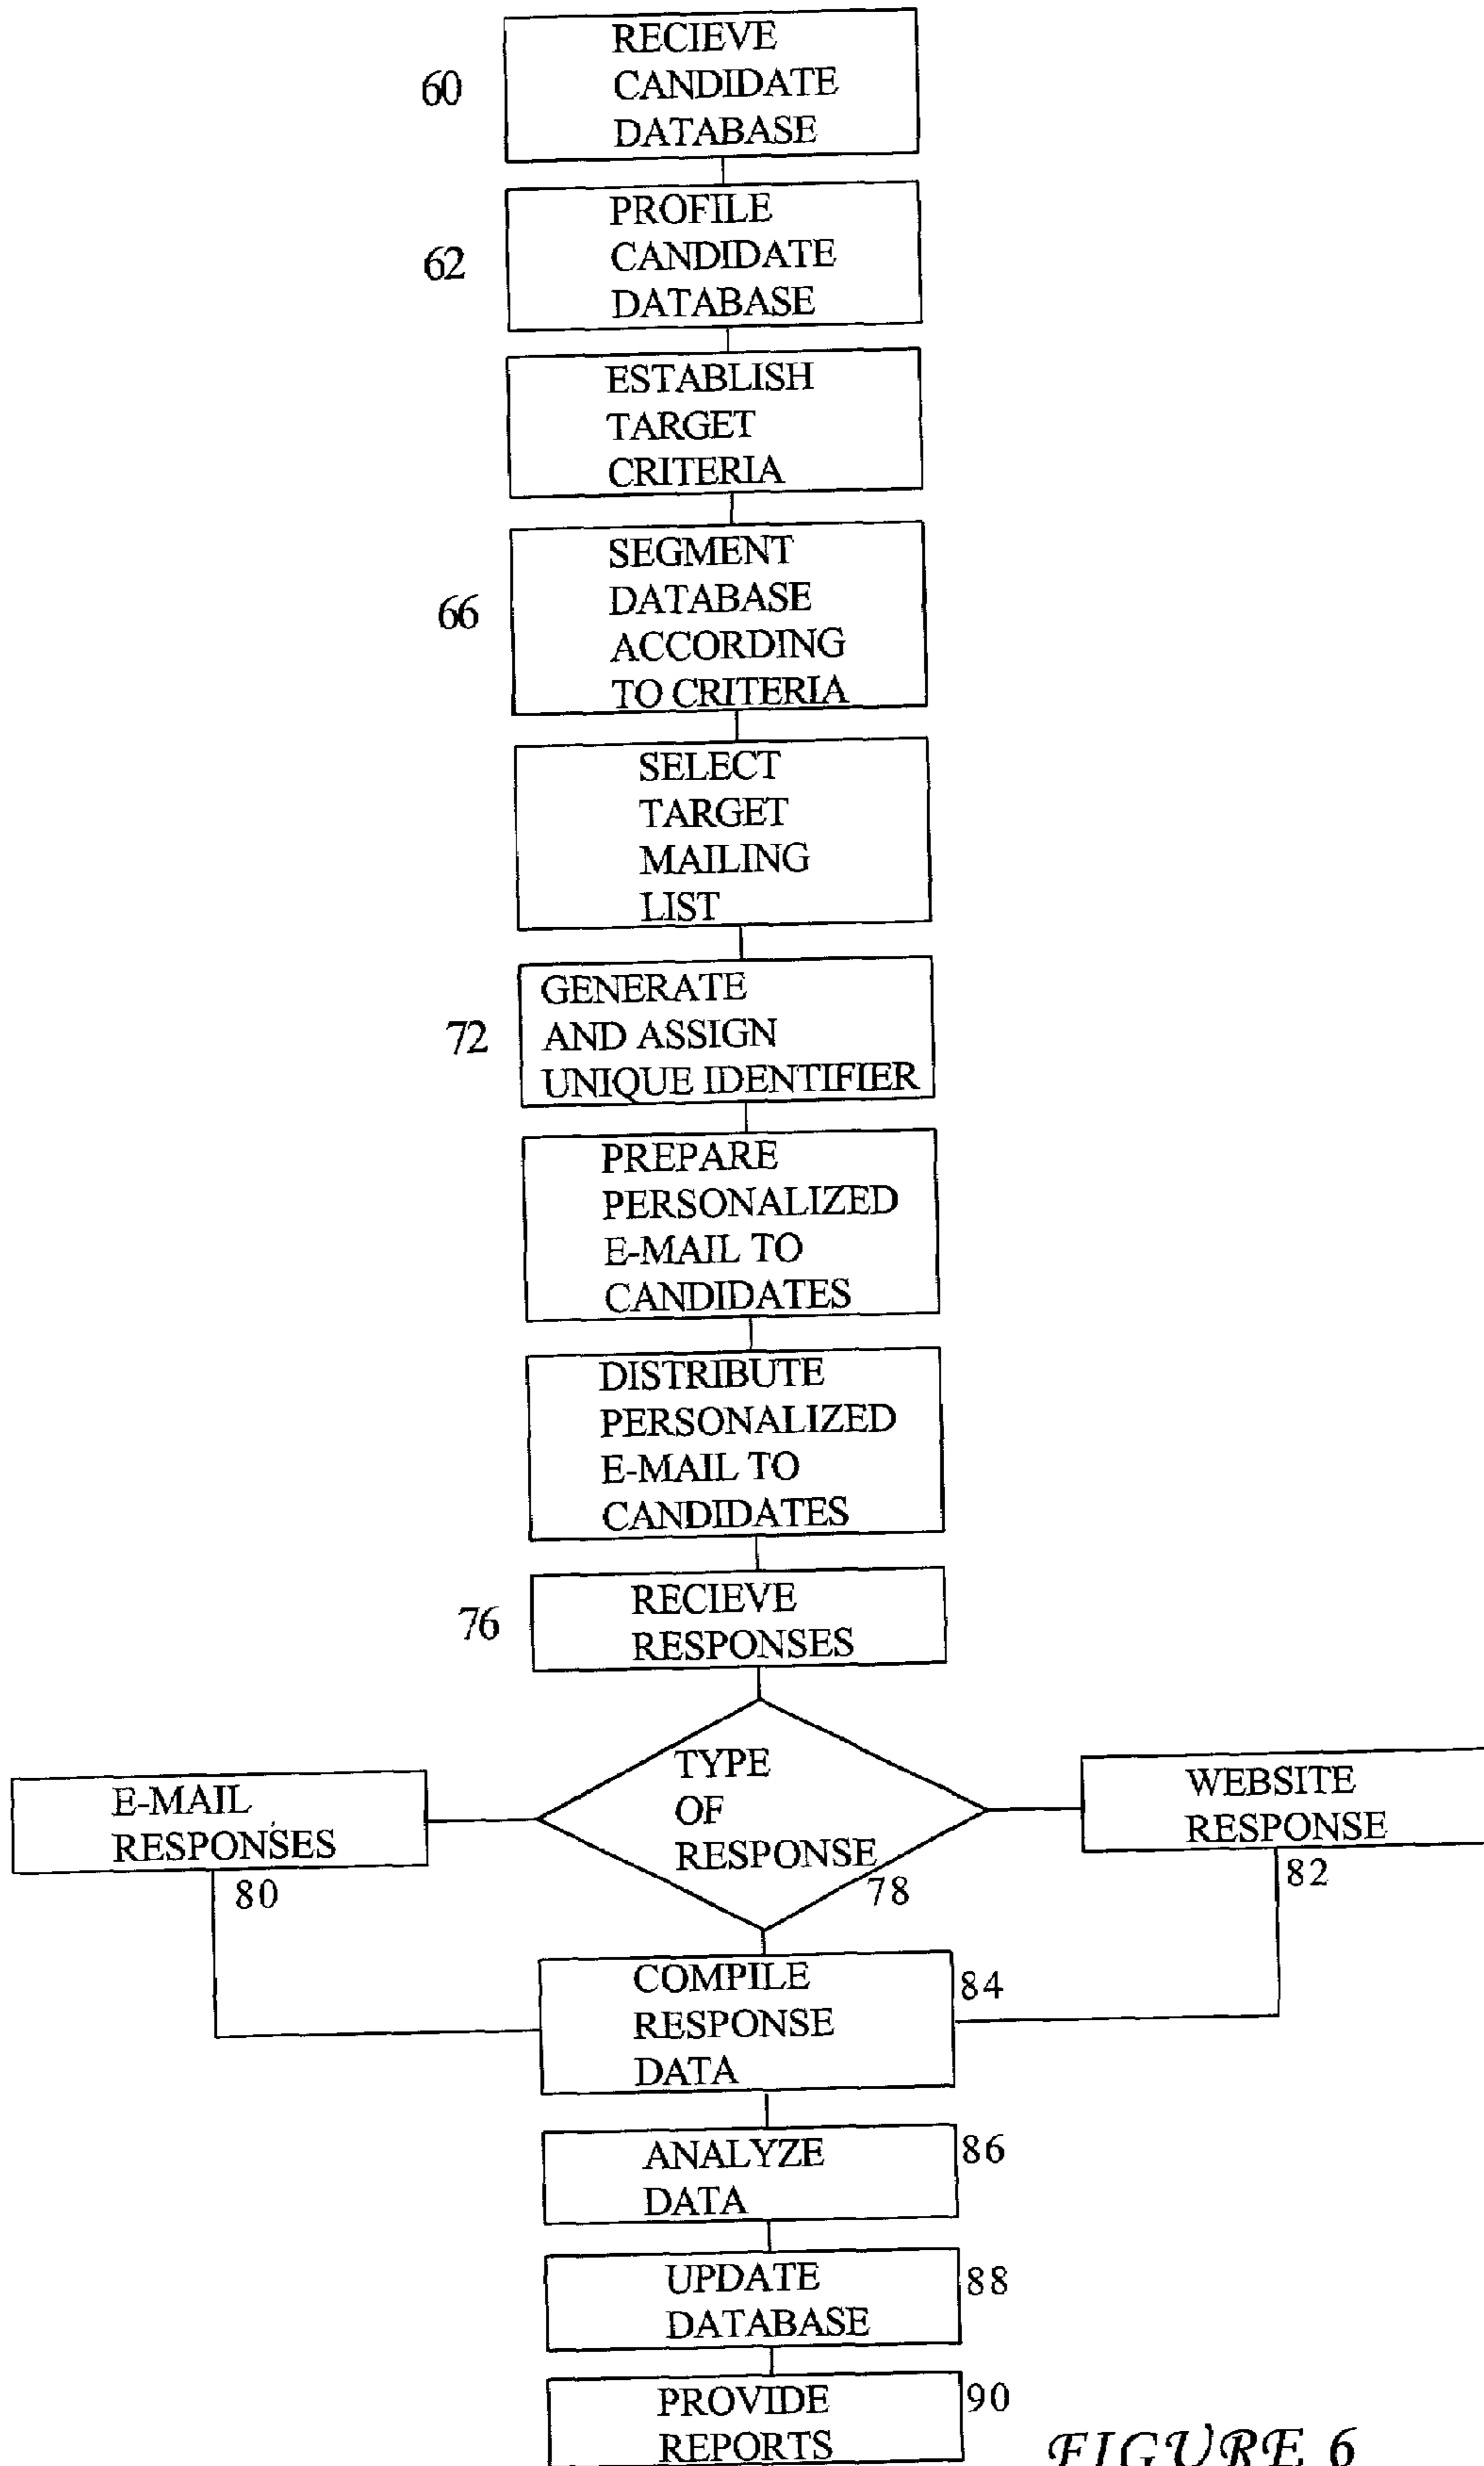 RECIEVE
CANDIDATE
DATABASE
60
PROFILE
CANDIDATE
DATABASE
62
ESTABLISH
TARGET
CRITERIA
SEGMENT
DATABASE
ACCORDING
TO CRITERIA
66
SELECT
TARGET
MAILING
LIST
GENERATE
AND ASSIGN
UNIQUE IDENTIFIER
72
PREPARE
PERSONALIZED
E-MAIL TO
CANDIDATES
DISTRIBUTE
PERSONALIZED
E-MAIL TO
CANDIDATES
RECIEVE
RESPONSES
76
TYPE
OF
RESPONSE
78
E-MAIL
RESPONSES
80
WEBSITE
RESPONSE
82
COMPILE
RESPONSE
DATA
84
ANALYZE
DATA
86
UPDATE
DATABASE
88
PROVIDE
REPORTS
90
FIGURE 6